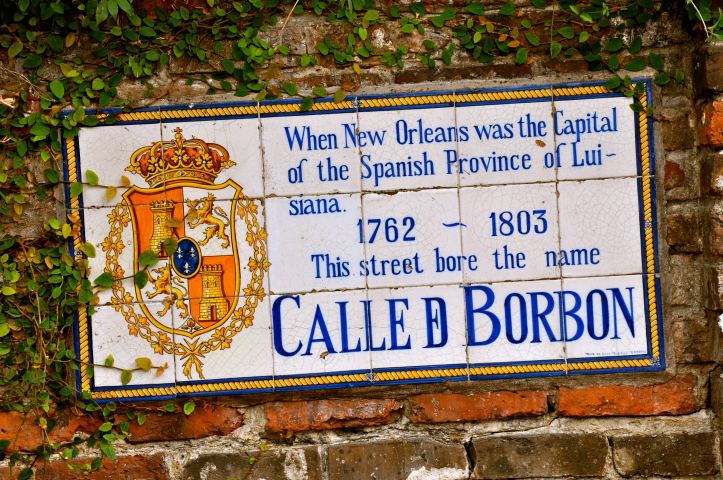 When New Orleans was the Capital
of the Spanish Province of Lui~
siana.
1762 ~ 1803
This street bore the name
CALLE D BORBON